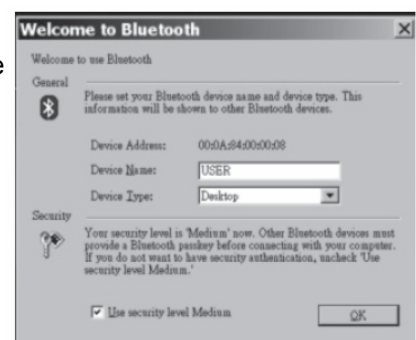 Welcome to Bluetooth
e
Welcome to use Bluetooth
General
Please set your Bluetooth device name and device type. This
information will be shown to other Bluetooth devices.
Device Address: 00:0A:84:00:00:08
Device Name: USER
Device Type: Desktop
Security
Your security level is 'Medium' now. Other Bluetooth devices must
provide a Bluetooth passkey before connecting with your computer.
If you do not want to have security authentication, uncheck 'Use
security level Medium.'
Use security level Medium
OK